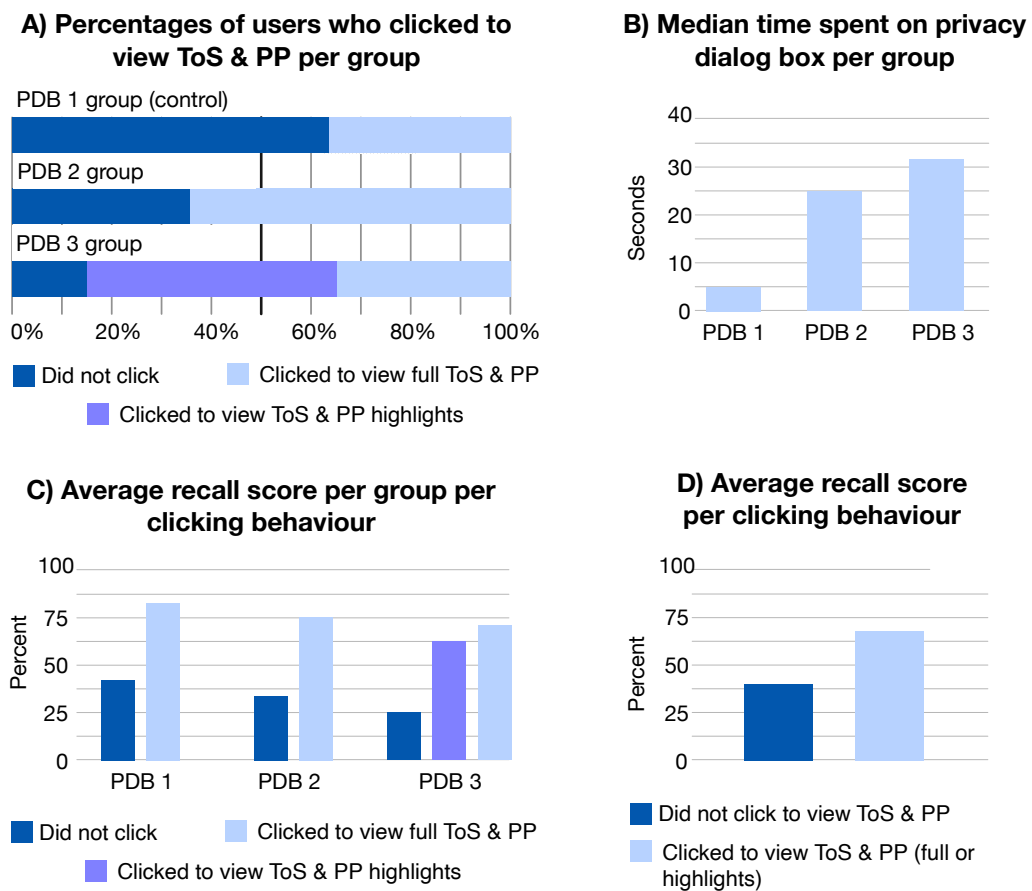 A) Percentages of users who clicked to
view ToS & PP per group
PDB 1 group (control)
PDB 2 group
PDB 3 group
0% 20% 40% 60% 80% 100%
Did not click
Clicked to view full ToS & PP
Clicked to view ToS & PP highlights
B) Median time spent on privacy
dialog box per group
Seconds
40
30
20
10
0
PDB 1 PDB 2 PDB 3
C) Average recall score per group per
clicking behaviour
Percent
100
75
50
25
0
PDB 1 PDB 2 PDB 3
Did not click
Clicked to view full ToS & PP
Clicked to view ToS & PP highlights
D) Average recall score
per clicking behaviour
Percent
100
75
50
25
0
Did not click to view ToS & PP
Clicked to view ToS & PP (full or
highlights)